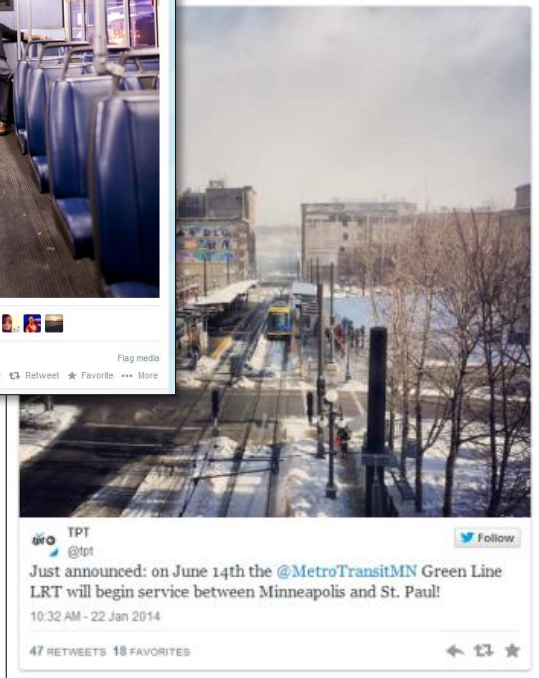 Flag media
Retweet Favorite ••• More
TPT
@tpt
Follow
Just announced: on June 14th the @MetroTransitMN Green Line
LRT will begin service between Minneapolis and St. Paul!
10:32 AM - 22 Jan 2014
47 RETWEETS 18 FAVORITES